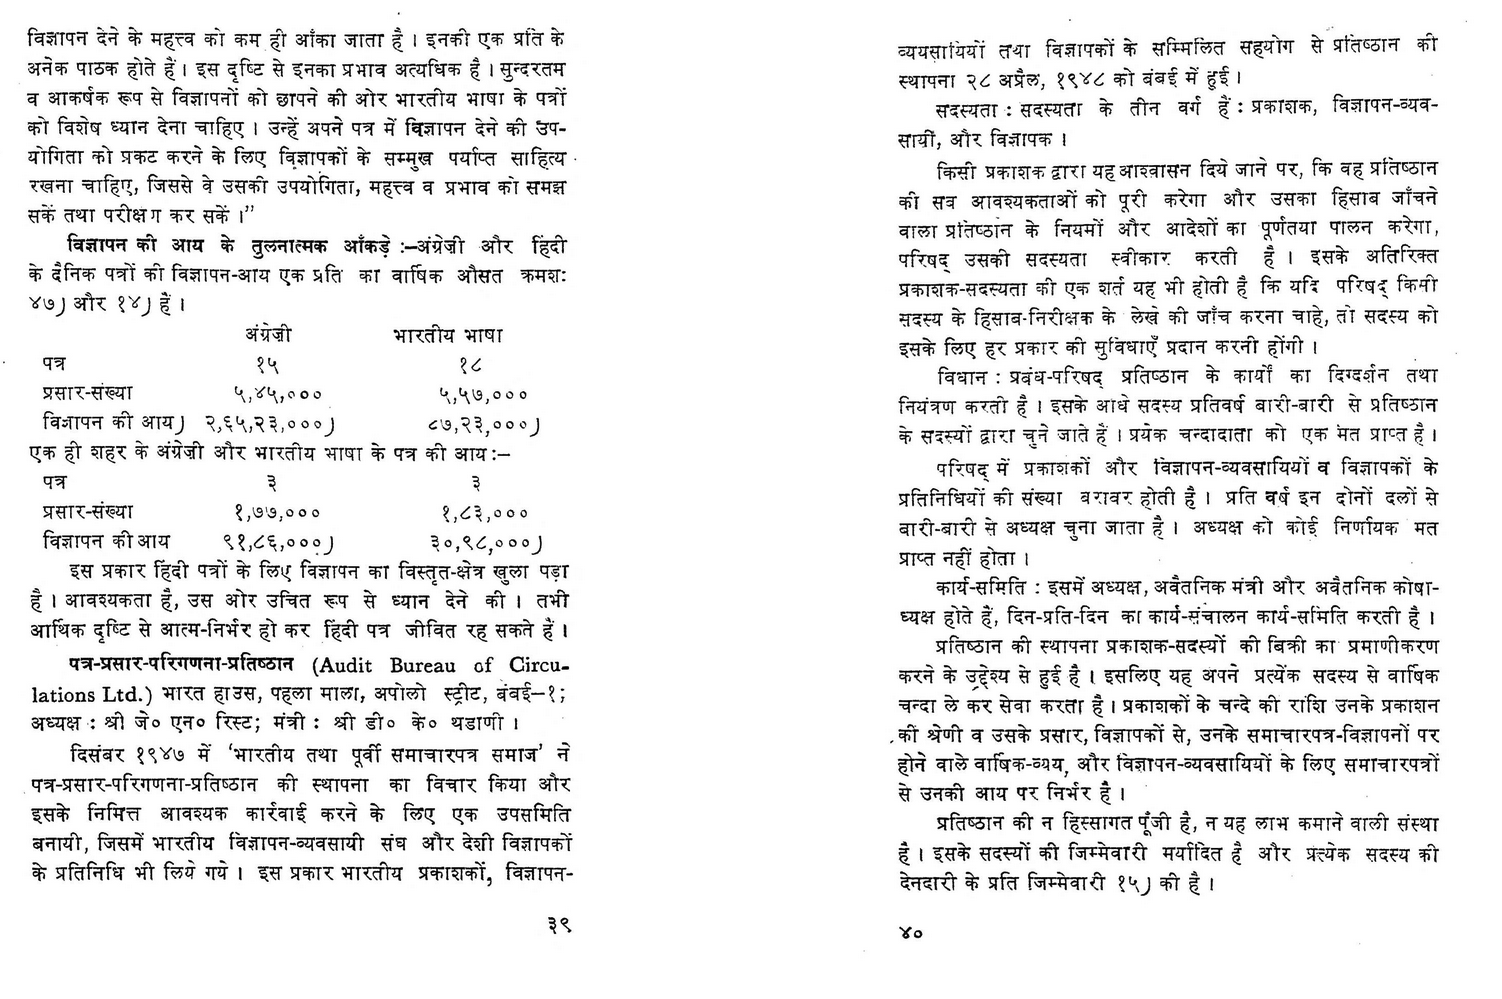 विज्ञापन देने के महत्त्व को कम ही आँका जाता है । इनकी एक प्रति के
अनेक पाठक होते हैं । इस दृष्टि से इनका प्रभाव अत्यधिक है । सुन्दरतम
व आकर्षक रूप से विज्ञापनों को छापने की ओर भारतीय भाषा के पत्रों
को विशेष ध्यान देना चाहिए । उन्हें अपने पत्र में विज्ञापन देने की उप-
योगिता को प्रकट करने के लिए विज्ञापकों के सम्मुख पर्याप्त साहित्य
रखना चाहिए, जिससे वे उसकी उपयोगिता, महत्त्व व प्रभाव को समझ
सकें तथा परीक्षण कर सकें ।”
विज्ञापन की आय के तुलनात्मक आँकड़े :–अंग्रेज़ी और हिंदी
के दैनिक पत्रों की विज्ञापन-आय एक प्रति का वार्षिक औसत क्रमशः
४७) और १४) हैं ।
अंग्रेज़ी भारतीय भाषा
पत्र १५ १८
प्रसार-संख्या ५,४५,००० ५,५७,०००
विज्ञापन की आय) २,६५,२३,०००) ८७,२३,०००)
एक ही शहर के अंग्रेज़ी और भारतीय भाषा के पत्र की आय :–
पत्र ३ ३
प्रसार-संख्या १,७७,००० १,८३,०००
विज्ञापन की आय ९१,८६,०००) ३०,९८,०००)
इस प्रकार हिंदी पत्रों के लिए विज्ञापन का विस्तृत-क्षेत्र खुला पड़ा
है । आवश्यकता है, उस ओर उचित रूप से ध्यान देने की । तभी
आर्थिक दृष्टि से आत्म-निर्भर हो कर हिंदी पत्र जीवित रह सकते हैं ।
पत्र-प्रसार-परिगणना-प्रतिष्ठान (Audit Bureau of Circu-
lations Ltd.) भारत हाउस, पहला माला, अपोलो स्ट्रीट, बंबई–१;
अध्यक्ष : श्री जे० एन० रिस्ट; मंत्री : श्री डी० के० थडाणी ।
दिसंबर १९४७ में ‘भारतीय तथा पूर्वी समाचारपत्र समाज’ ने
पत्र-प्रसार-परिगणना-प्रतिष्ठान की स्थापना का विचार किया और
इसके निमित्त आवश्यक कार्रवाई करने के लिए एक उपसमिति
बनायी, जिसमें भारतीय विज्ञापन-व्यवसायी संघ और देशी विज्ञापकों
के प्रतिनिधि भी लिये गये । इस प्रकार भारतीय प्रकाशकों, विज्ञापन-
३९
व्ययसायियों तथा विज्ञापकों के सम्मिलित सहयोग से प्रतिष्ठान की
स्थापना २८ अप्रैल, १९४८ को बंबई में हुई ।
सदस्यता : सदस्यता के तीन वर्ग हैं : प्रकाशक, विज्ञापन-व्यव-
सायी, और विज्ञापक ।
किसी प्रकाशक द्वारा यह आश्वासन दिये जाने पर, कि वह प्रतिष्ठान
की सब आवश्यकताओं को पूरी करेगा और उसका हिसाब जाँचने
वाला प्रतिष्ठान के नियमों और आदेशों का पूर्णतया पालन करेगा,
परिषद् उसकी सदस्यता स्वीकार करती है । इसके अतिरिक्त
प्रकाशक-सदस्यता की एक शर्त यह भी होती है कि यदि परिषद् किसी
सदस्य के हिसाब-निरीक्षक के लेखे की जाँच करना चाहे, तो सदस्य को
इसके लिए हर प्रकार की सुविधाएँ प्रदान करनी होंगी ।
विधान : प्रबंध-परिषद् प्रतिष्ठान के कार्यों का दिग्दर्शन तथा
नियंत्रण करती है । इसके आधे सदस्य प्रतिवर्ष बारी-बारी से प्रतिष्ठान
के सदस्यों द्वारा चुने जाते हैं । प्रयेक चन्दादाता को एक मत प्राप्त है ।
परिषद् में प्रकाशकों और विज्ञापन-व्यवसायियों व विज्ञापकों के
प्रतिनिधियों की संख्या बराबर होती है । प्रति वर्ष इन दोनों दलों से
बारी-बारी से अध्यक्ष चुना जाता है । अध्यक्ष को कोई निर्णायक मत
प्राप्त नहीं होता ।
कार्य-समिति : इसमें अध्यक्ष, अवैतनिक मंत्री और अवैतनिक कोषा-
ध्यक्ष होते हैं, दिन-प्रति-दिन का कार्य-संचालन कार्य-समिति करती है ।
प्रतिष्ठान की स्थापना प्रकाशक-सदस्यों की बिक्री का प्रमाणीकरण
करने के उद्देश्य से हुई है । इसलिए यह अपने प्रत्येक सदस्य से वार्षिक
चन्दा ले कर सेवा करता है । प्रकाशकों के चन्दे की राशि उनके प्रकाशन
की श्रेणी व उसके प्रसार, विज्ञापकों से, उनके समाचारपत्र-विज्ञापनों पर
होने वाले वार्षिक-व्यय, और विज्ञापन-व्यवसायियों के लिए समाचारपत्रों
से उनकी आय पर निर्भर है ।
प्रतिष्ठान की न हिस्सागत पूँजी है, न यह लाभ कमाने वाली संस्था
है । इसके सदस्यों की जिम्मेवारी मर्यादित है और प्रत्येक सदस्य की
देनदारी के प्रति जिम्मेवारी १५) की है ।
४०